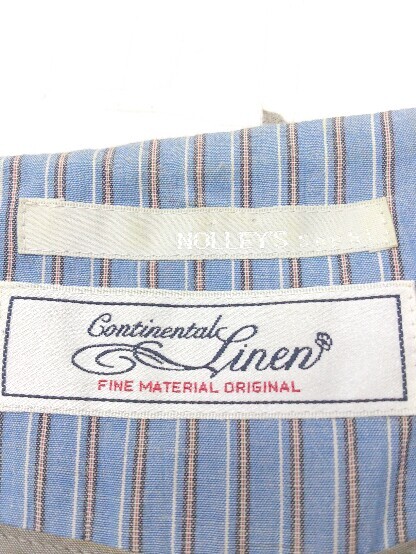 NOLLEY'S
Continental
Linen
FINE MATERIAL ORIGINAL